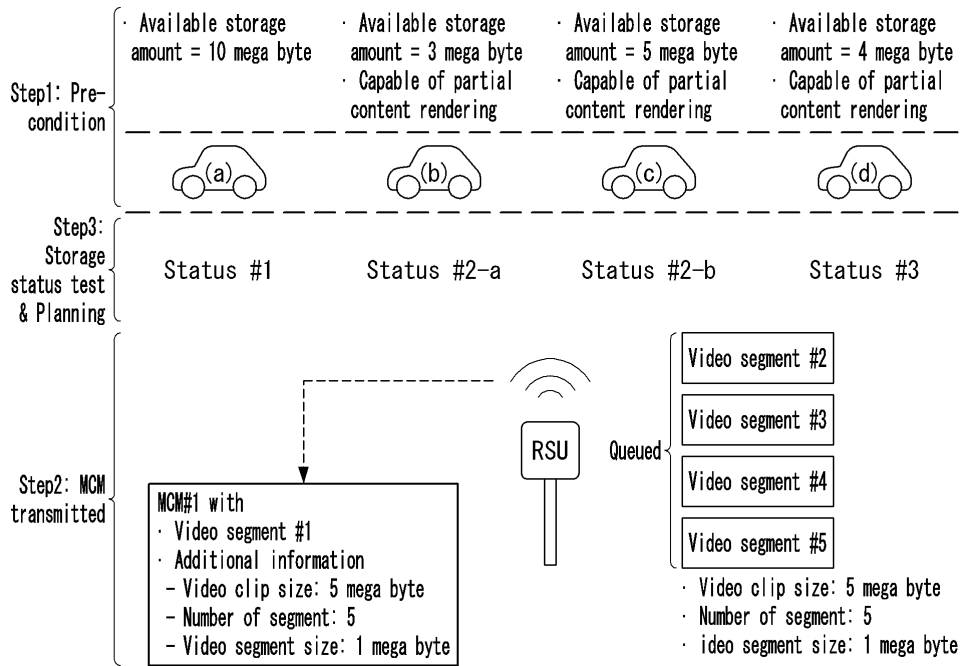 · Available storage
amount = 10 mega byte
· Available storage
amount = 3 mega byte
· Capable of partial
content rendering
· Available storage
amount = 5 mega byte
· Capable of partial
content rendering
· Available storage
amount = 4 mega byte
· Capable of partial
content rendering
Step1: Pre-
condition
(a)
(b)
(c)
(d)
Step3:
Storage
status test
& Planning
Status #1
Status #2-a
Status #2-b
Status #3
Step2: MCM
transmitted
MCM#1 with
· Video segment #1
· Additional information
- Video clip size: 5 mega byte
- Number of segment: 5
- Video segment size: 1 mega byte
RSU
Queued
Video segment #2
Video segment #3
Video segment #4
Video segment #5
· Video clip size: 5 mega byte
· Number of segment: 5
· ideo segment size: 1 mega byte